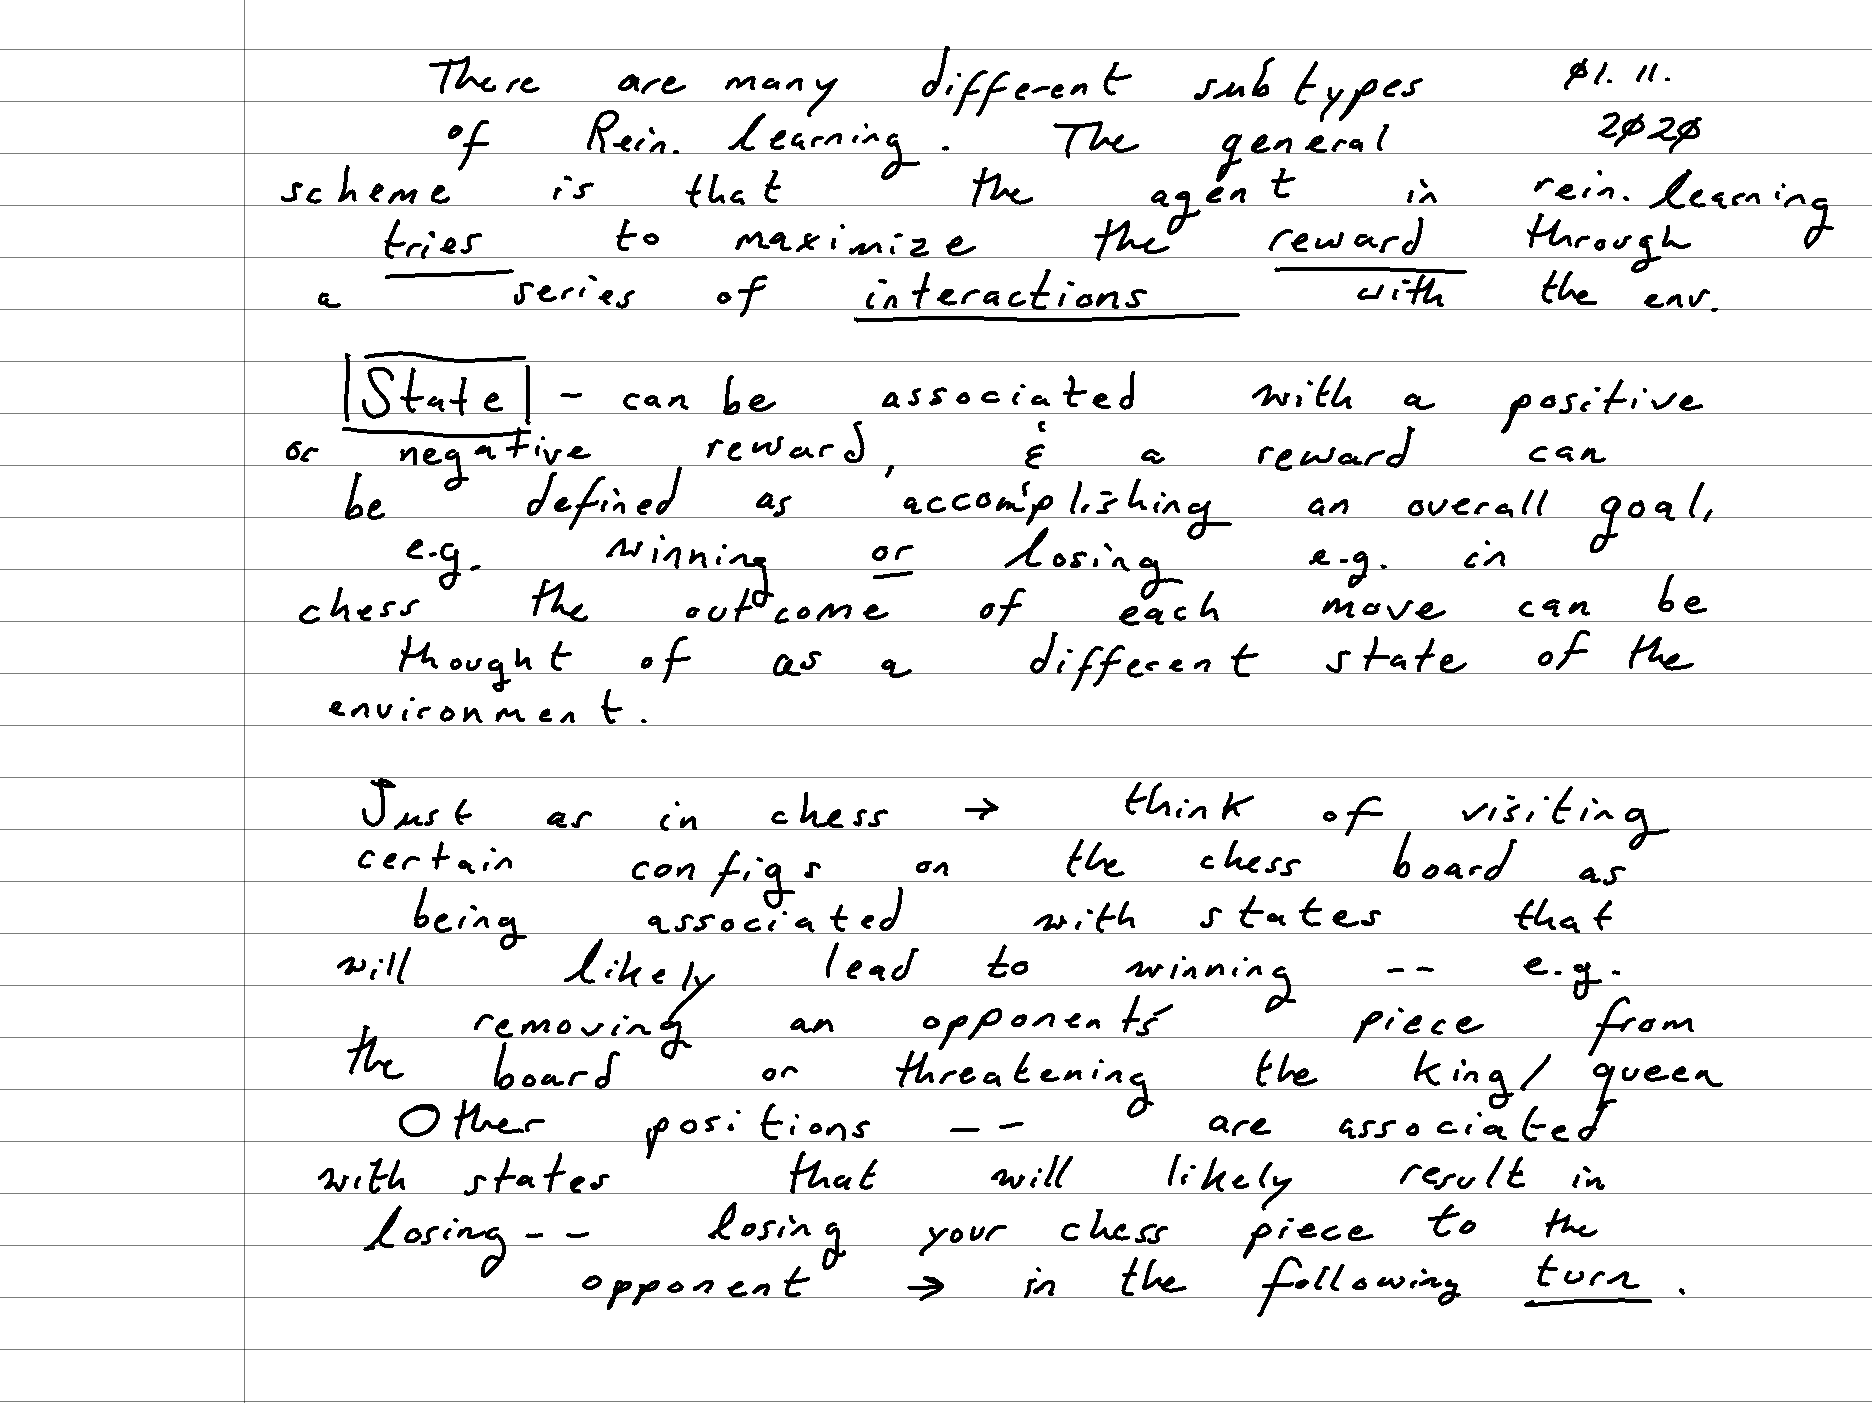 There are many different subtypes Ø1. 11.
of Rein. learning. The general 2Ø2Ø
scheme is that the agent in rein. learning
tries to maximize the reward through
a series of interactions with the env.
State - can be associated with a positive
or negative reward, & a reward can
be defined as accomplishing an overall goal,
e.g. winning or losing e.g. in
chess the outcome of each move can be
thought of as a different state of the
environment.
Just as in chess → think of visiting
certain configs on the chess board as
being associated with states that
will likely lead to winning -- e.g.
removing an opponent's piece from
the board or threatening the king/queen
Other positions -- are associated
with states that will likely result in
losing -- losing your chess piece to the
opponent → in the following turn.